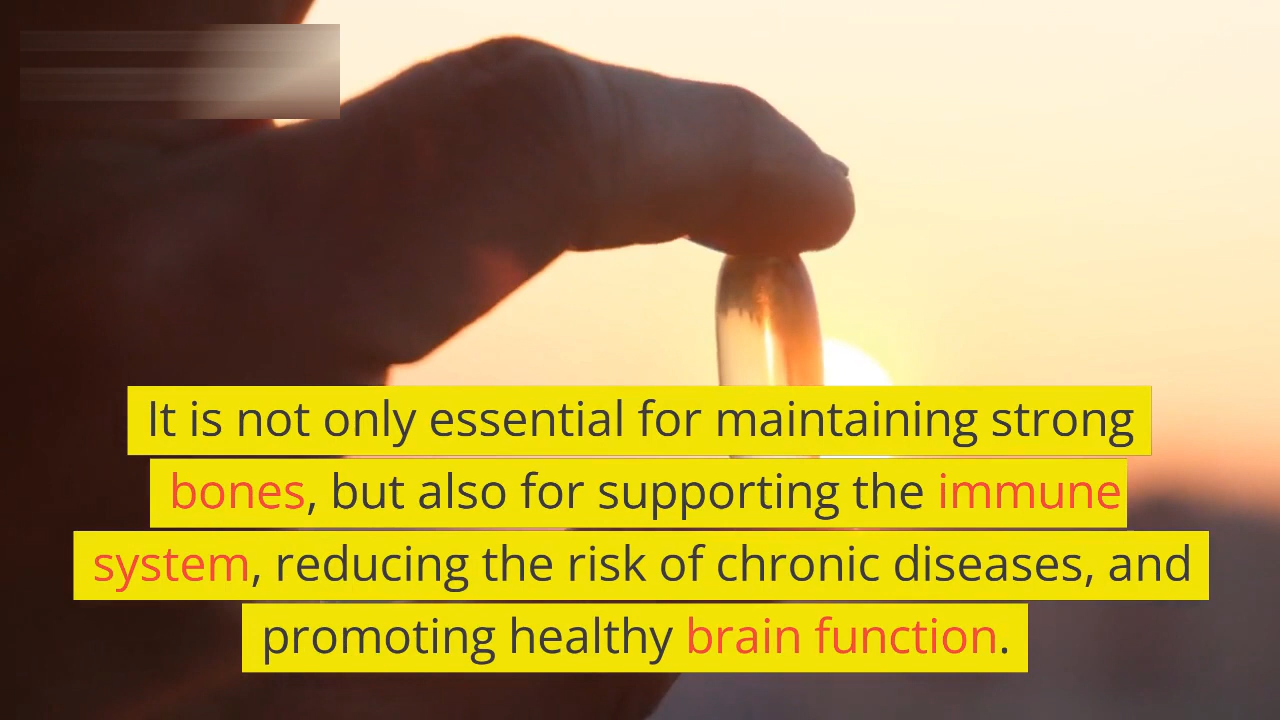 It is not only essential for maintaining strong
bones, but also for supporting the immune
system, reducing the risk of chronic diseases, and
promoting healthy brain function.